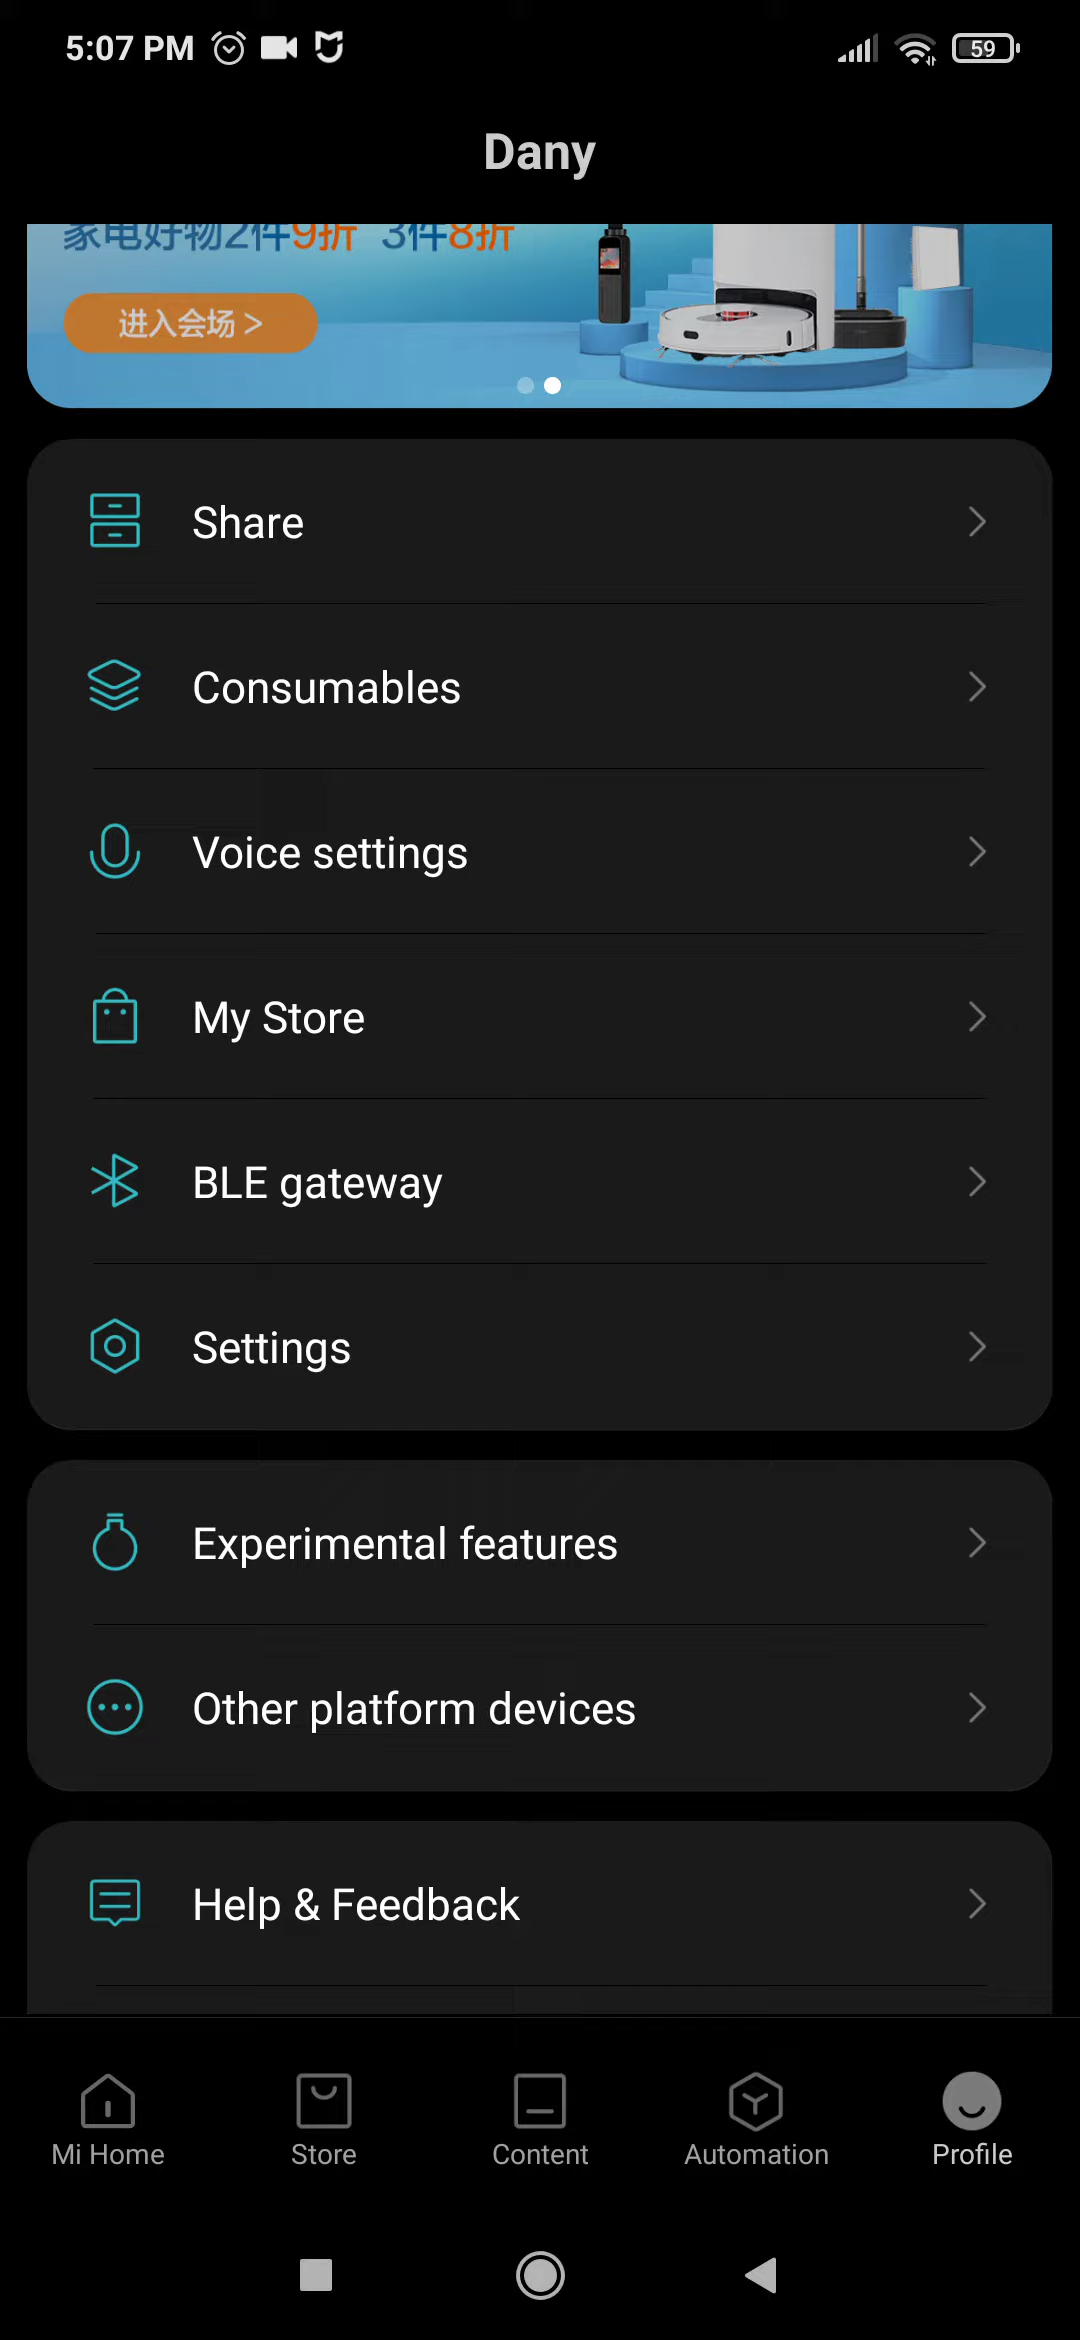 5:07 PM
59
Dany
家电好物2件9折 3件8折
进入会场 >
Share
Consumables
Voice settings
My Store
BLE gateway
Settings
Experimental features
Other platform devices
Help & Feedback
Mi Home
Store
Content
Automation
Profile